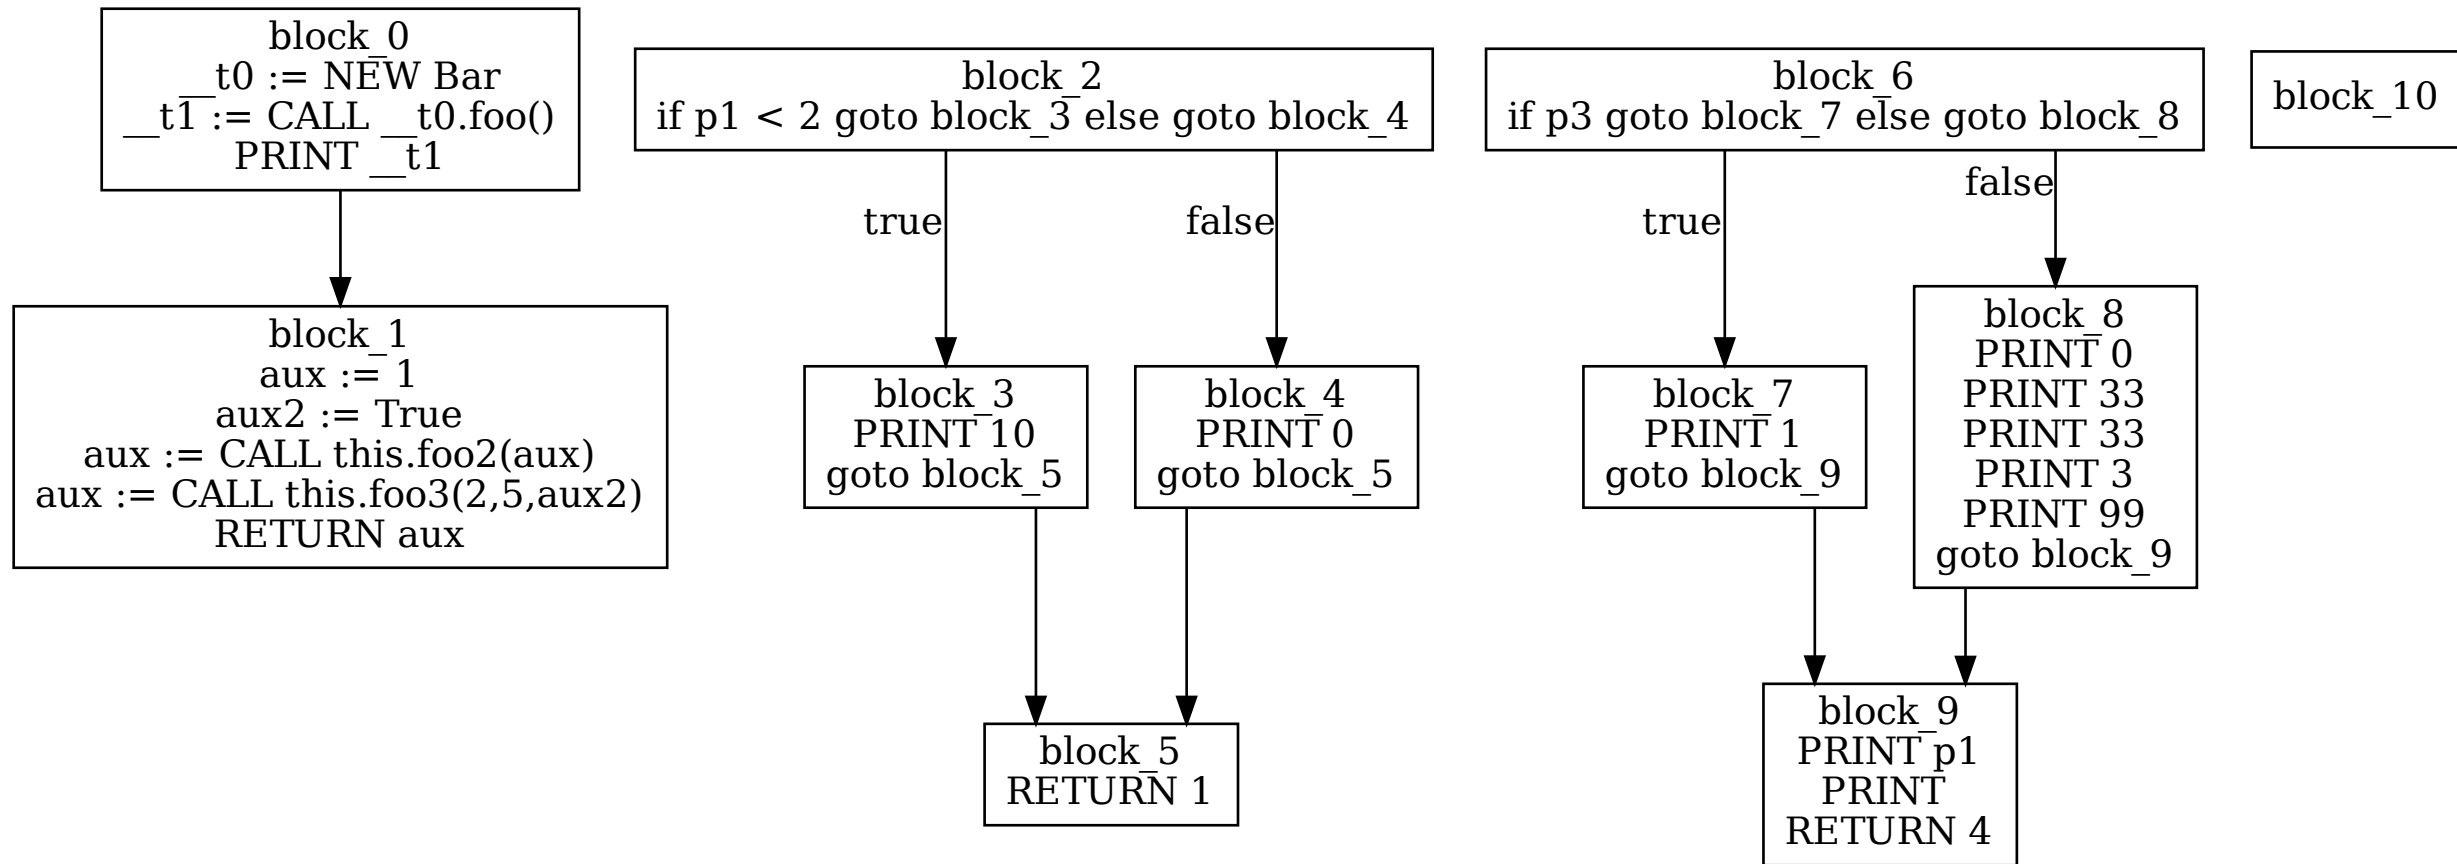 block_0
__t0 := NEW Bar
__t1 := CALL __t0.foo()
PRINT __t1
block_1
aux := 1
aux2 := True
aux := CALL this.foo2(aux)
aux := CALL this.foo3(2,5,aux2)
RETURN aux
block_2
if p1 < 2 goto block_3 else goto block_4
true
false
block_3
PRINT 10
goto block_5
block_4
PRINT 0
goto block_5
block_5
RETURN 1
block_6
if p3 goto block_7 else goto block_8
true
false
block_7
PRINT 1
goto block_9
block_8
PRINT 0
PRINT 33
PRINT 33
PRINT 3
PRINT 99
goto block_9
block_9
PRINT p1
PRINT
RETURN 4
block_10